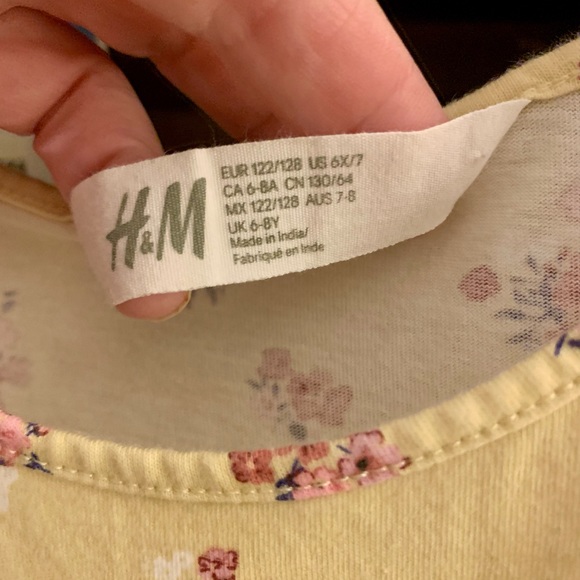 H&M
EUR 122/128 US 6X/7
CA 6-8A CN 130/64
MX 122/128 AUS 7-8
UK 6-8Y
Made in India/
Fabriqué en Inde